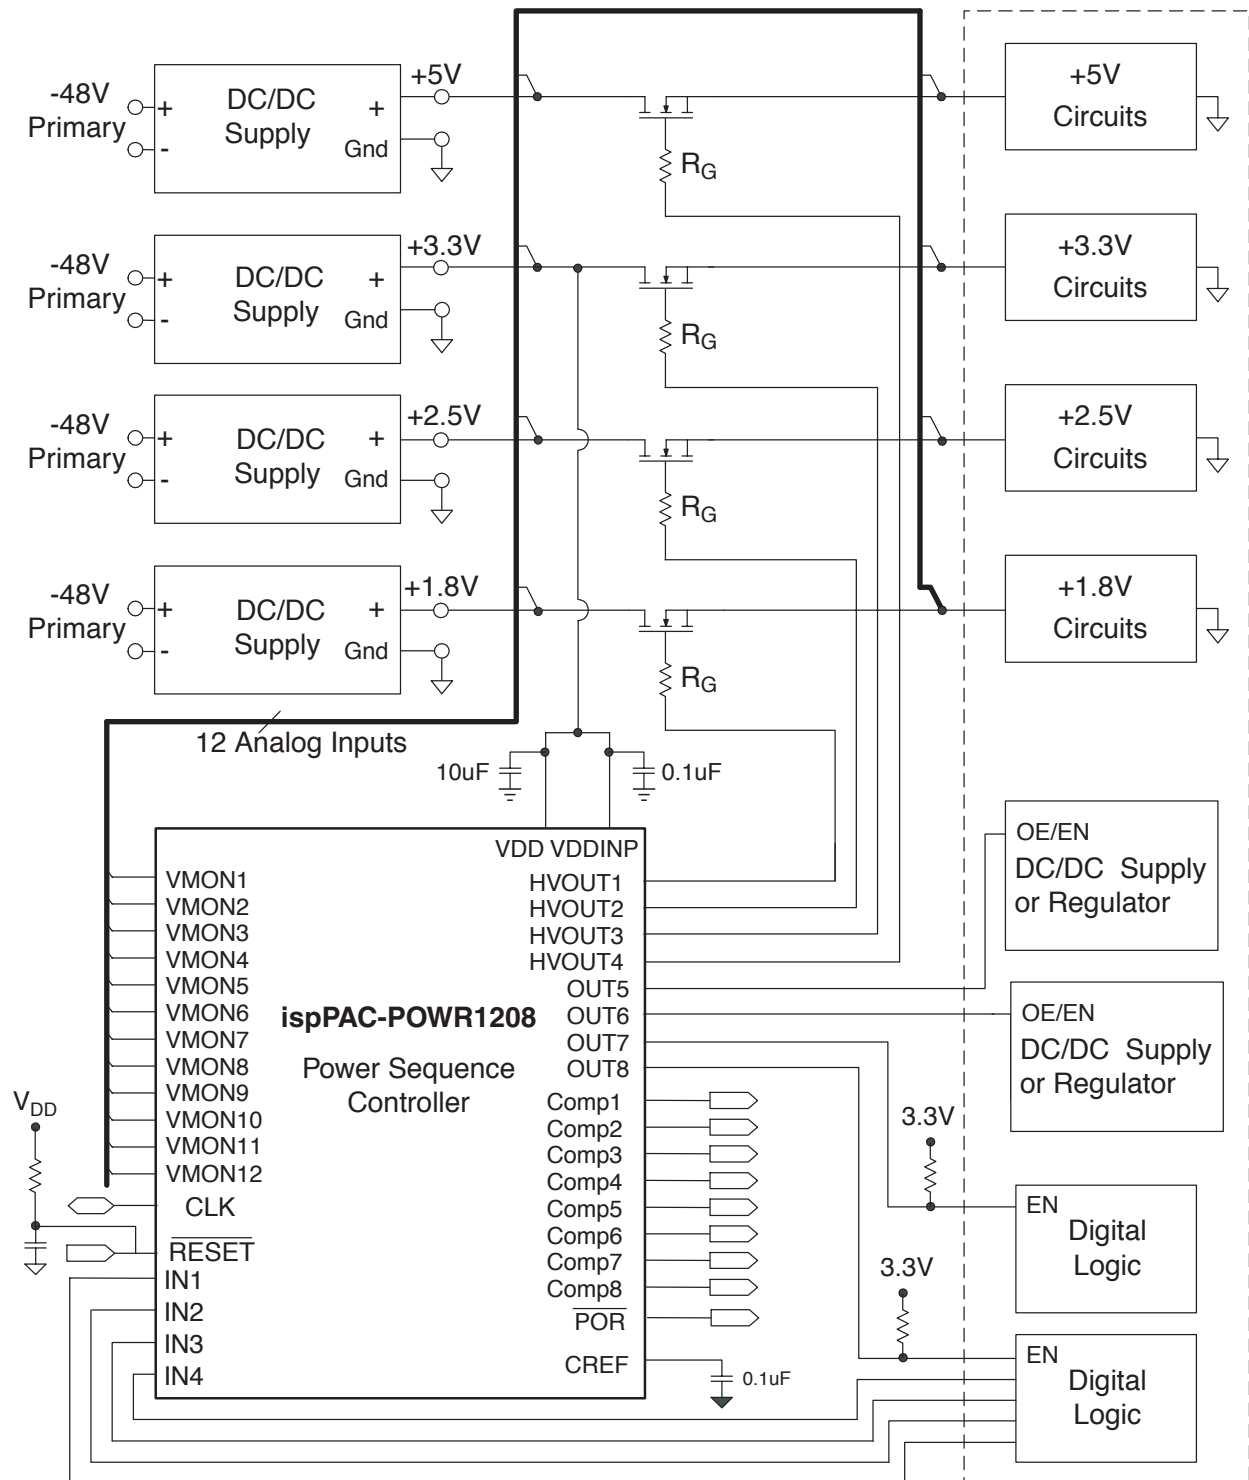 -48V
Primary
+
-
DC/DC
Supply
+
Gnd
+5V
R_G
+5V
Circuits
-48V
Primary
+
-
DC/DC
Supply
+
Gnd
+3.3V
R_G
+3.3V
Circuits
-48V
Primary
+
-
DC/DC
Supply
+
Gnd
+2.5V
R_G
+2.5V
Circuits
-48V
Primary
+
-
DC/DC
Supply
+
Gnd
+1.8V
R_G
+1.8V
Circuits
12 Analog Inputs
10uF
0.1uF
VDD VDDINP
VMON1
VMON2
VMON3
VMON4
VMON5
VMON6
VMON7
VMON8
VMON9
VMON10
VMON11
VMON12
CLK
RESET
IN1
IN2
IN3
IN4
V_DD
ispPAC-POWR1208
Power Sequence
Controller
HVOUT1
HVOUT2
HVOUT3
HVOUT4
OUT5
OUT6
OUT7
OUT8
Comp1
Comp2
Comp3
Comp4
Comp5
Comp6
Comp7
Comp8
POR
CREF
0.1uF
OE/EN
DC/DC Supply
or Regulator
OE/EN
DC/DC Supply
or Regulator
3.3V
EN
Digital
Logic
3.3V
EN
Digital
Logic